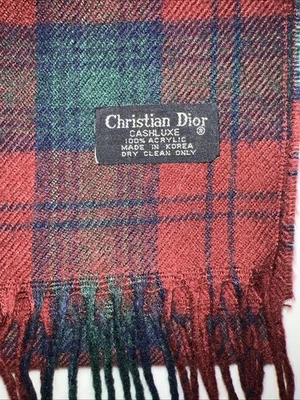 Christian Dior ®
CASHLUXE
100% ACRYLIC
MADE IN KOREA
DRY CLEAN ONLY